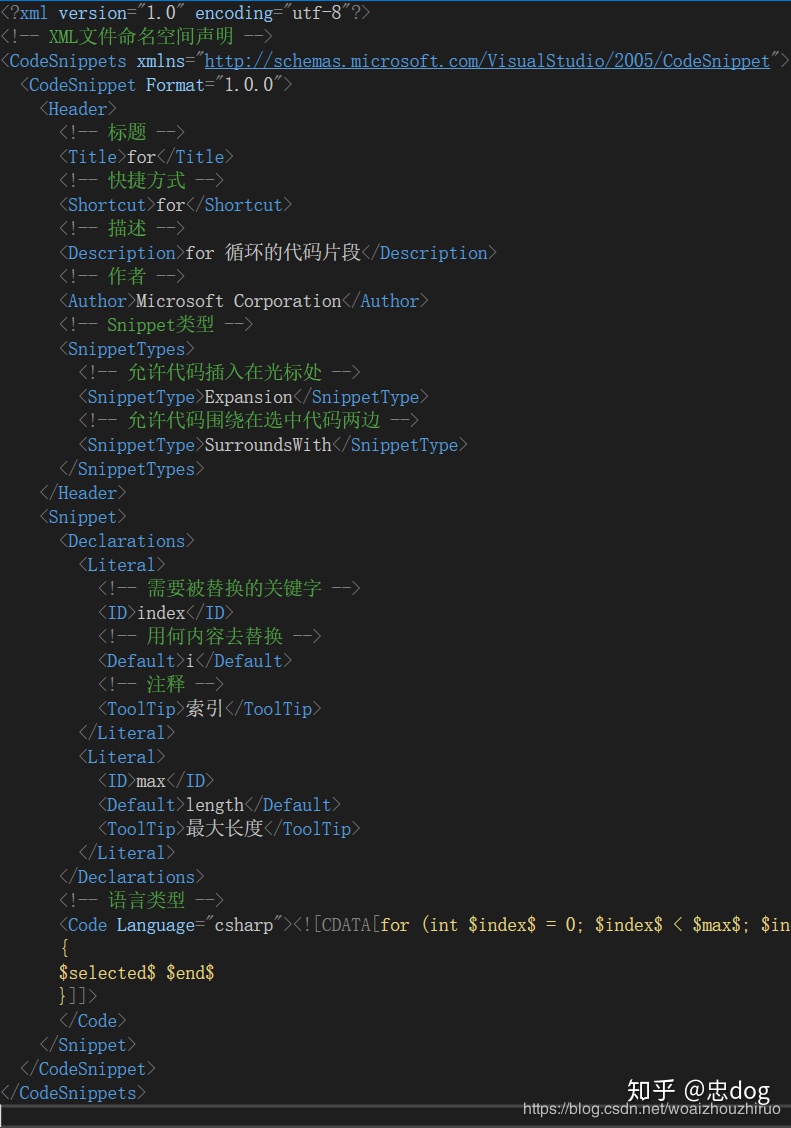 <?xml version="1.0" encoding="utf-8"?>
<!-- XML文件命名空间声明 -->
<CodeSnippets xmlns="http://schemas.microsoft.com/VisualStudio/2005/CodeSnippet">
  <CodeSnippet Format="1.0.0">
    <Header>
      <!-- 标题 -->
      <Title>for</Title>
      <!-- 快捷方式 -->
      <Shortcut>for</Shortcut>
      <!-- 描述 -->
      <Description>for 循环的代码片段</Description>
      <!-- 作者 -->
      <Author>Microsoft Corporation</Author>
      <!-- Snippet类型 -->
      <SnippetTypes>
        <!-- 允许代码插入在光标处 -->
        <SnippetType>Expansion</SnippetType>
        <!-- 允许代码围绕在选中代码两边 -->
        <SnippetType>SurroundsWith</SnippetType>
      </SnippetTypes>
    </Header>
    <Snippet>
      <Declarations>
        <Literal>
          <!-- 需要被替换的关键字 -->
          <ID>index</ID>
          <!-- 用何内容去替换 -->
          <Default>i</Default>
          <!-- 注释 -->
          <ToolTip>索引</ToolTip>
        </Literal>
        <Literal>
          <ID>max</ID>
          <Default>length</Default>
          <ToolTip>最大长度</ToolTip>
        </Literal>
      </Declarations>
      <!-- 语言类型 -->
      <Code Language="csharp"><![CDATA[for (int $index$ = 0; $index$ < $max$; $in
      {
      $selected$ $end$
      }]]>
      </Code>
    </Snippet>
  </CodeSnippet>
</CodeSnippets>
知乎 @忠dog
https://blog.csdn.net/woaizhouzhiruo